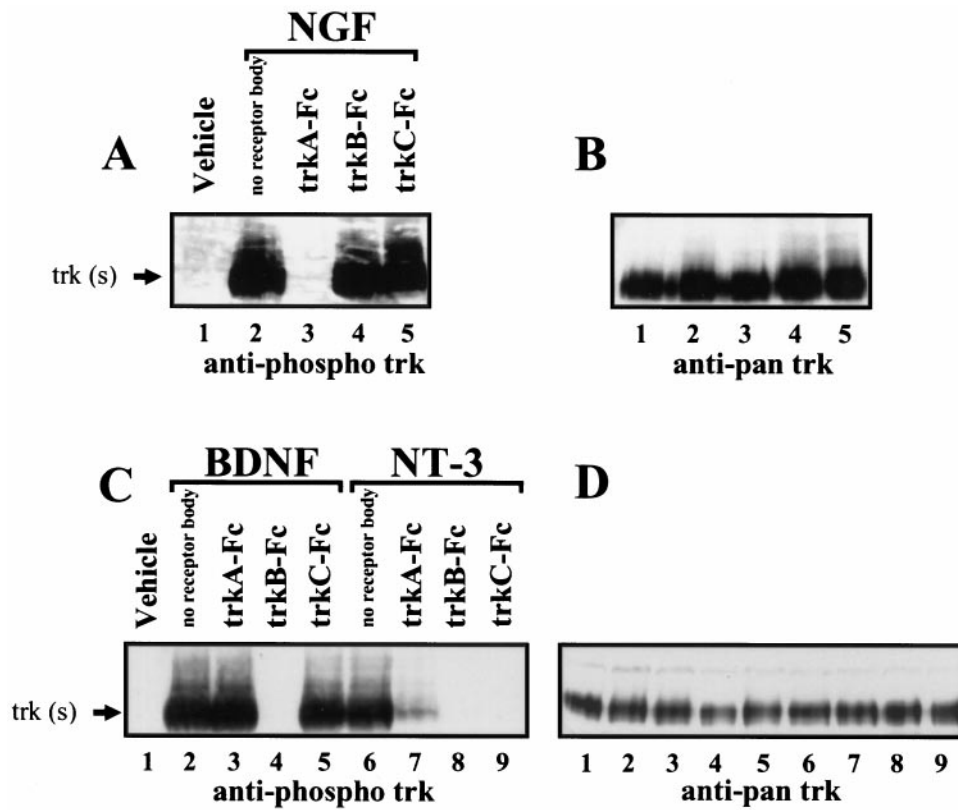 NGF
A
Vehicle
no receptor body
trkA-Fc
trkB-Fc
trkC-Fc
B
trk (s)
1 2 3 4 5
anti-phospho trk
1 2 3 4 5
anti-pan trk
BDNF NT-3
C
Vehicle
no receptor body
trkA-Fc
trkB-Fc
trkC-Fc
no receptor body
trkA-Fc
trkB-Fc
trkC-Fc
D
trk (s)
1 2 3 4 5 6 7 8 9
anti-phospho trk
1 2 3 4 5 6 7 8 9
anti-pan trk